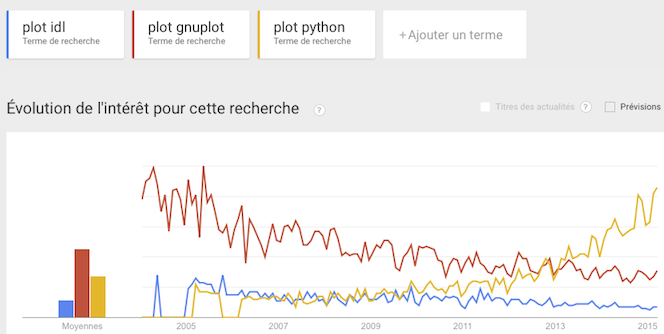 plot idl
Terme de recherche
plot gnuplot
Terme de recherche
plot python
Terme de recherche
+Ajouter un terme
Évolution de l'intérêt pour cette recherche ?
Titres des actualités ?
Prévisions
Moyennes
2005
2007
2009
2011
2013